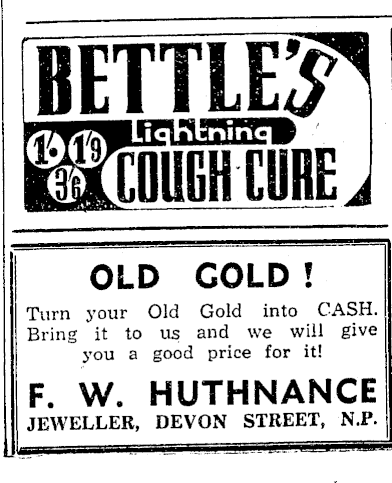 BETTLE'S
Lightning
1/- 1/9
3/6
COUGH CURE
OLD GOLD!
Turn your Old Gold into CASH.
Bring it to us and we will give
you a good price for it!
F. W. HUTHNANCE
JEWELLER, DEVON STREET, N.P.